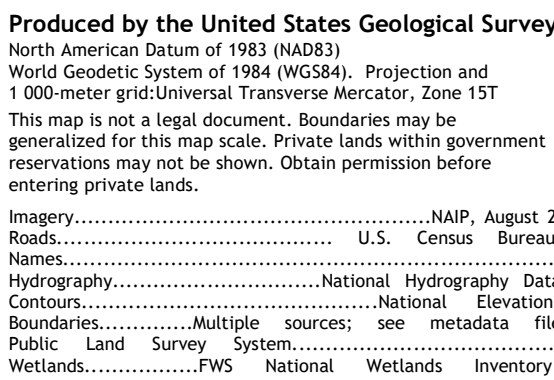 Produced by the United States Geological Survey
North American Datum of 1983 (NAD83)
World Geodetic System of 1984 (WGS84). Projection and
1 000-meter grid:Universal Transverse Mercator, Zone 15T
This map is not a legal document. Boundaries may be
generalized for this map scale. Private lands within government
reservations may not be shown. Obtain permission before
entering private lands.
Imagery....................................................NAIP, August 2
Roads......................................... U.S. Census Bureau
Names........................................................................
Hydrography...............................National Hydrography Data
Contours............................................National Elevation
Boundaries..............Multiple sources; see metadata file
Public Land Survey System.......................................
Wetlands.................FWS National Wetlands Inventory